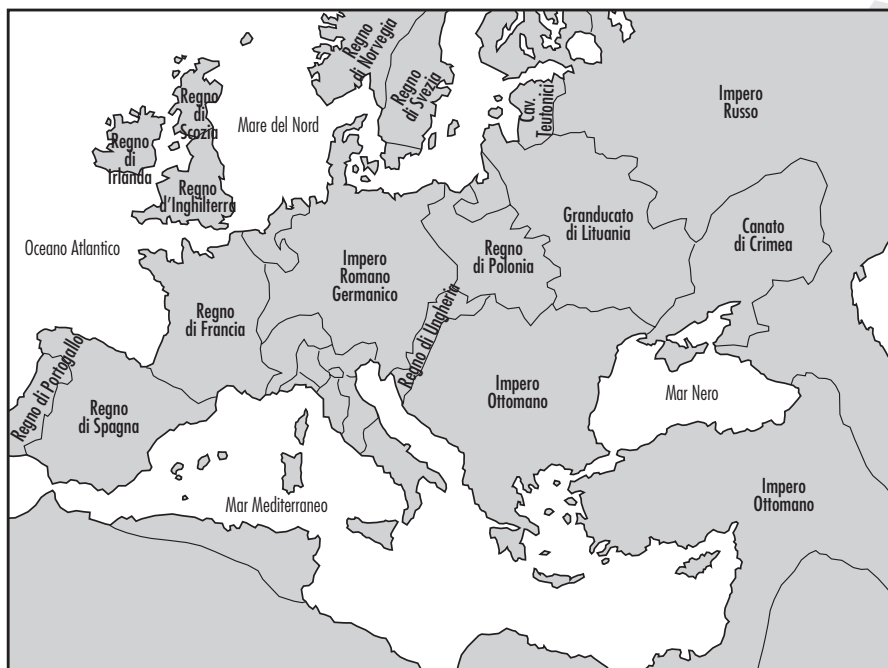 Regno
di Norvegia
Regno
di Svezia
Regno
di
Scozia
Mare del Nord
Cav.
Teutonici
Impero
Russo
Regno
di
Irlanda
Regno
d'Inghilterra
Oceano Atlantico
Impero
Romano
Germanico
Regno
di Polonia
Granducato
di Lituania
Canato
di Crimea
Regno
di Francia
Regno di Ungheria
Regno di Portogallo
Regno
di Spagna
Impero
Ottomano
Mar Nero
Mar Mediterraneo
Impero
Ottomano